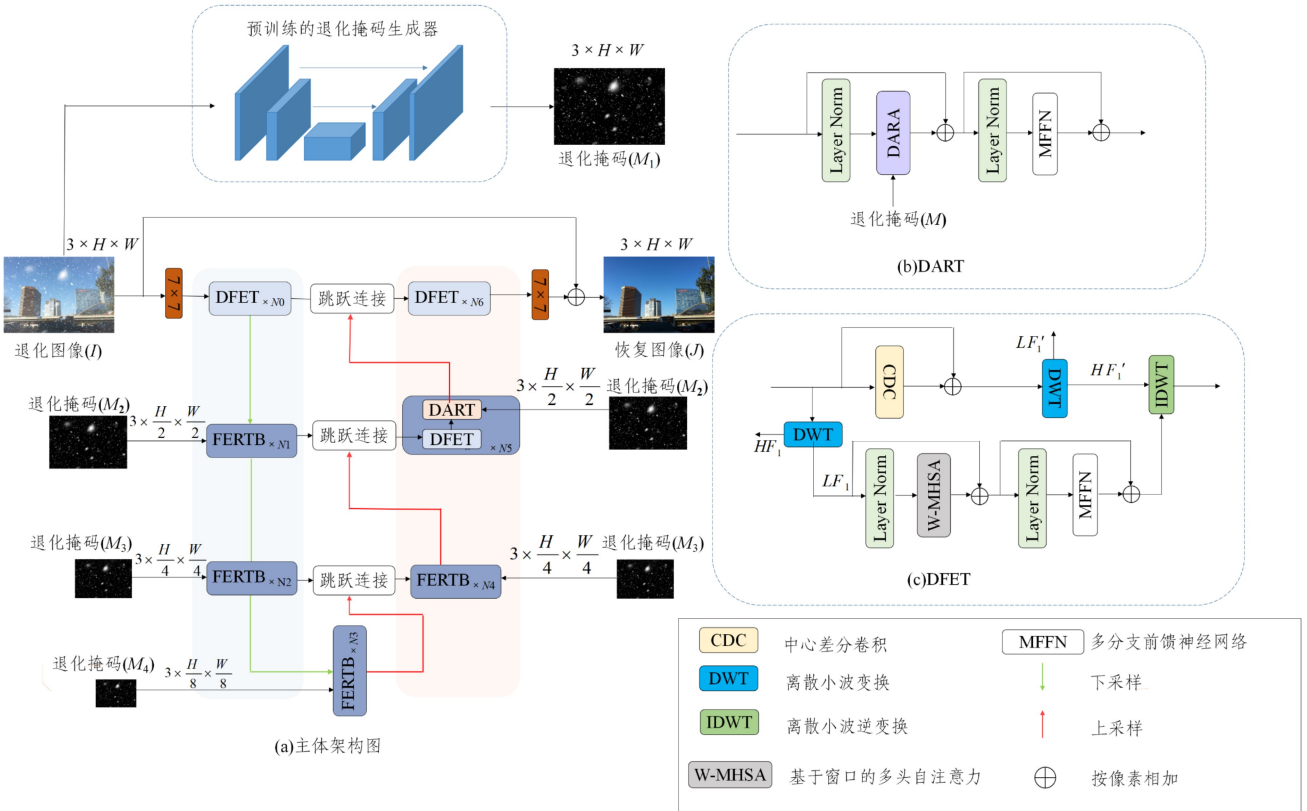 预训练的退化掩码生成器
3 × H × W
退化掩码(M₁)
3 × H × W
退化图像(I)
7×7
DFET × N0
跳跃连接
DFET × N6
7×7
3 × H × W
恢复图像(J)
退化掩码(M₂)
3 × H/2 × W/2
FERTB × N1
跳跃连接
DART
DFET
× N5
3 × H/2 × W/2
退化掩码(M₂)
退化掩码(M₃)
3 × H/4 × W/4
FERTB × N2
跳跃连接
FERTB × N4
3 × H/4 × W/4
退化掩码(M₃)
退化掩码(M₄)
3 × H/8 × W/8
FERTB × N3
(a)主体架构图
Layer Norm
DARA
Layer Norm
MFFN
退化掩码(M)
(b)DART
CDC
LF₁′
DWT
HF₁′
IDWT
DWT
HF₁
LF₁
Layer Norm
W-MHSA
Layer Norm
MFFN
(c)DFET
CDC 中心差分卷积
MFFN 多分支前馈神经网络
DWT 离散小波变换
下采样
IDWT 离散小波逆变换
上采样
W-MHSA 基于窗口的多头自注意力
按像素相加